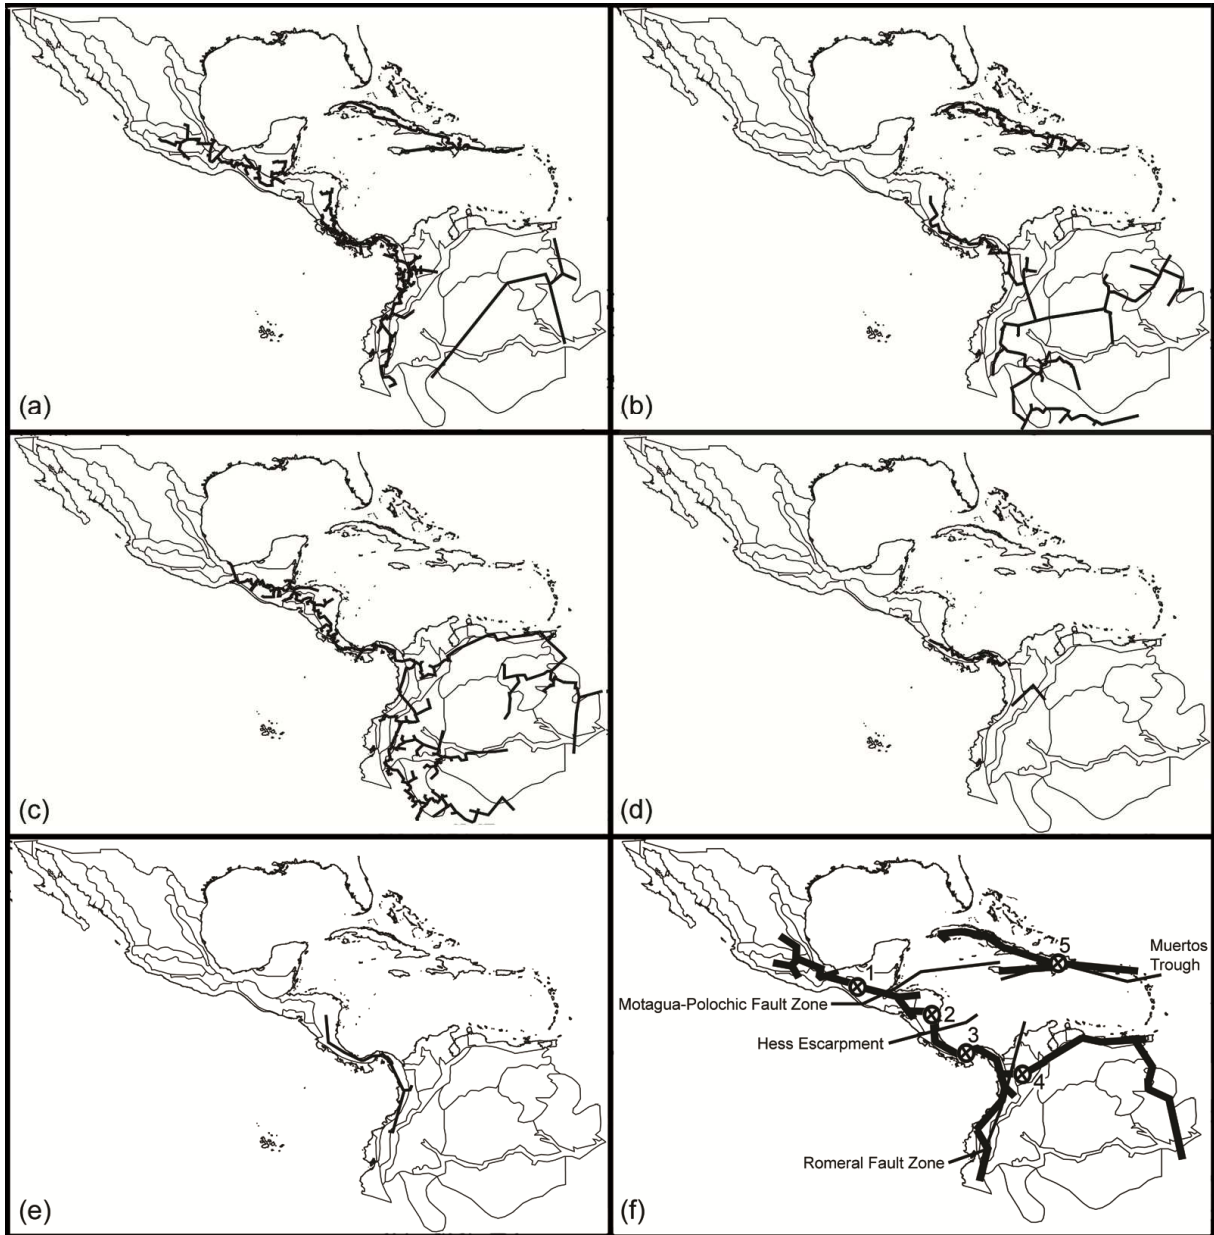 (a)
(b)
(c)
(d)
(e)
5
Muertos
Trough
1
Motagua-Polochic Fault Zone
2
Hess Escarpment
3
4
Romeral Fault Zone
(f)